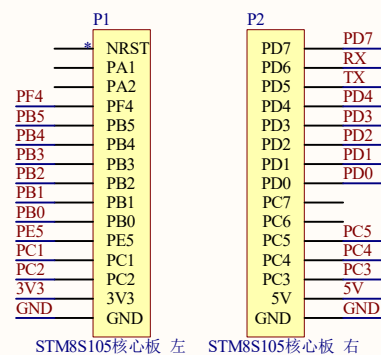 P1
* NRST
PA1
PA2
PF4 PF4
PB5 PB5
PB4 PB4
PB3 PB3
PB2 PB2
PB1 PB1
PB0 PB0
PE5 PE5
PC1 PC1
PC2 PC2
3V3 3V3
GND GND
STM8S105核心板 左
P2
PD7 PD7
PD6 RX
PD5 TX
PD4 PD4
PD3 PD3
PD2 PD2
PD1 PD1
PD0 PD0
PC7
PC6
PC5 PC5
PC4 PC4
PC3 PC3
5V 5V
GND GND
STM8S105核心板 右